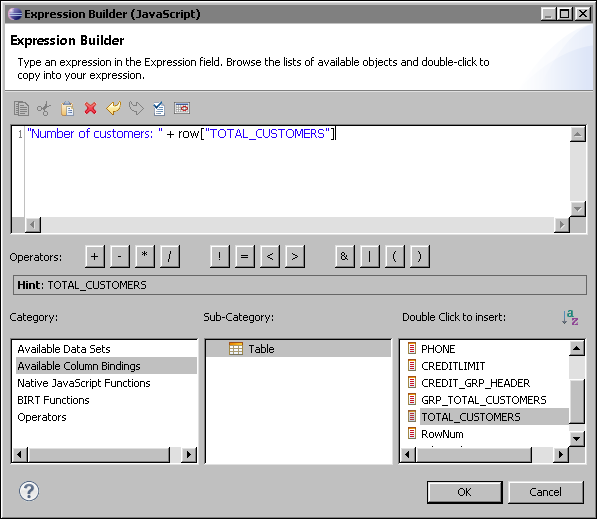 Expression Builder (JavaScript)
Expression Builder
Type an expression in the Expression field. Browse the lists of available objects and double-click to
copy into your expression.
1 "Number of customers: " + row["TOTAL_CUSTOMERS"]
Operators: + - * / ! = < > & | ( )
Hint: TOTAL_CUSTOMERS
Category: Sub-Category: Double Click to insert:
Available Data Sets
Available Column Bindings
Native JavaScript Functions
BIRT Functions
Operators
Table
PHONE
CREDITLIMIT
CREDIT_GRP_HEADER
GRP_TOTAL_CUSTOMERS
TOTAL_CUSTOMERS
RowNum
OK Cancel